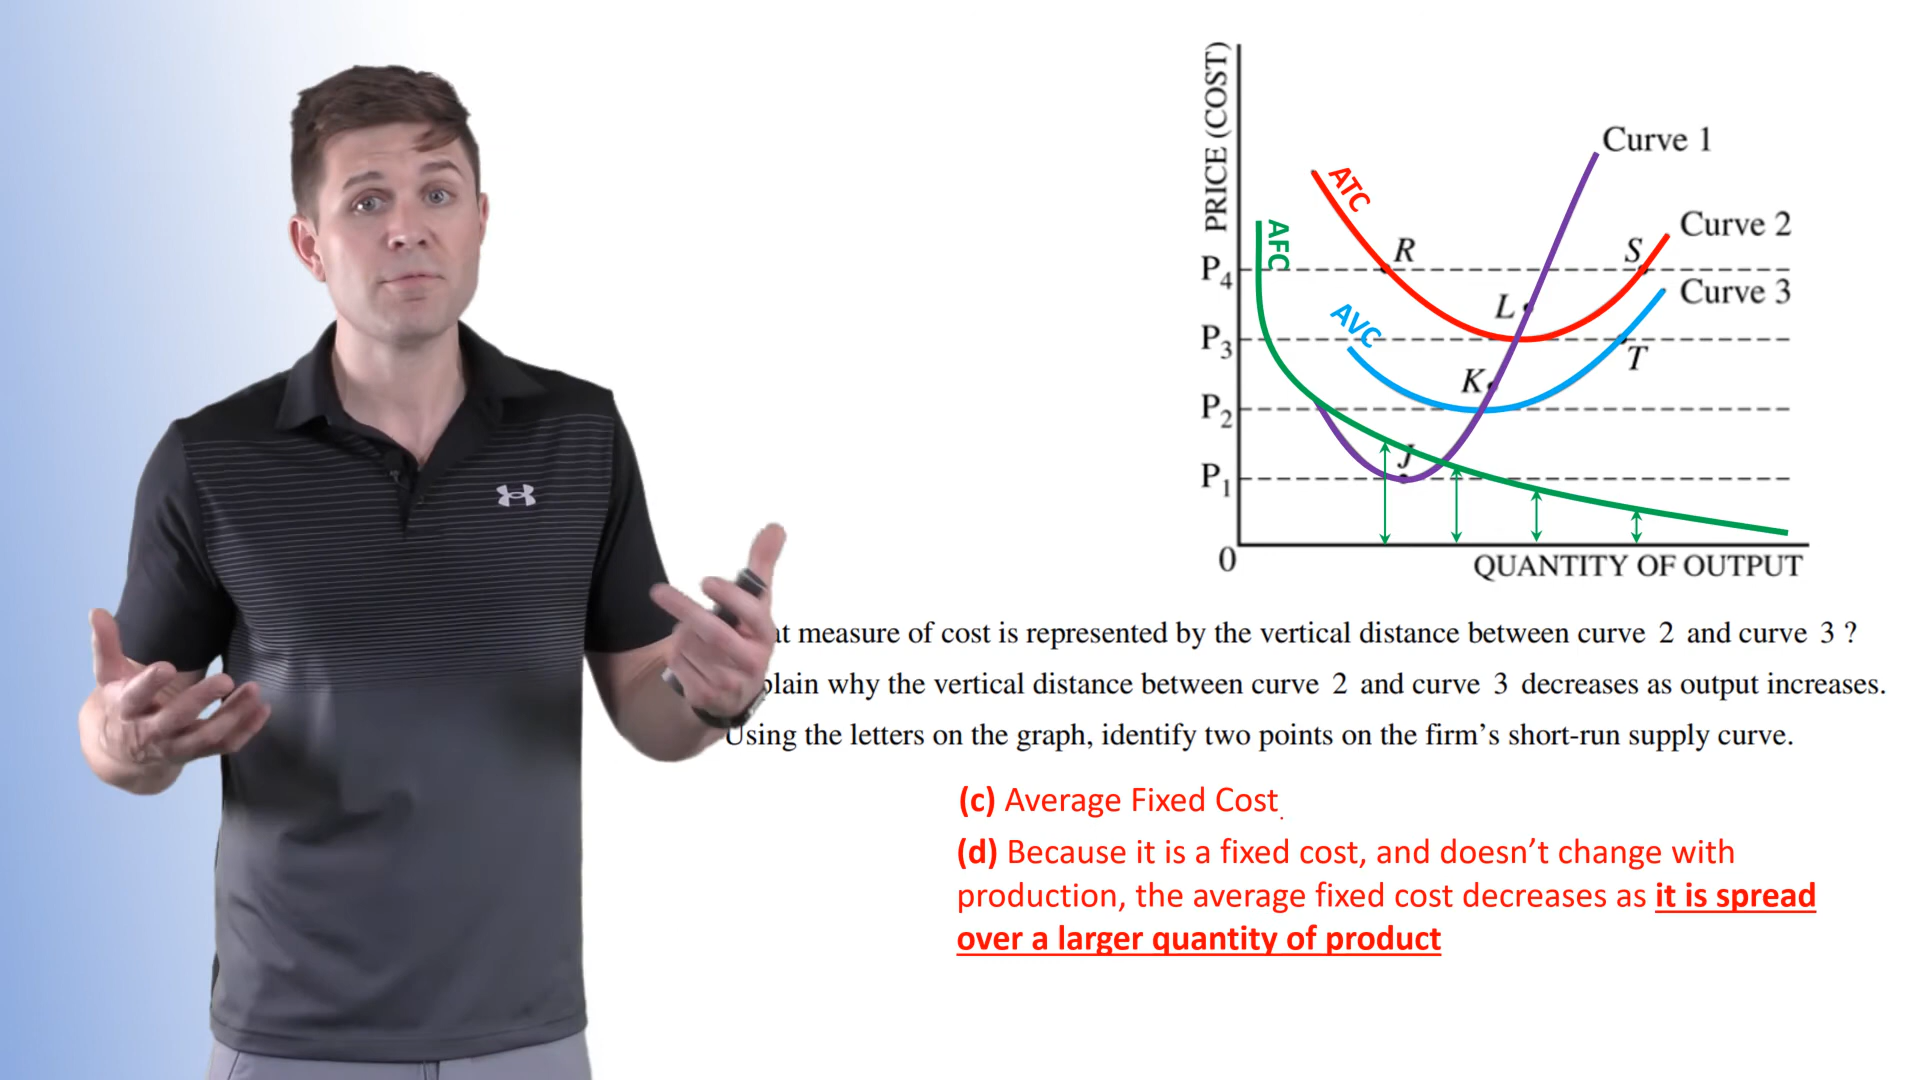 PRICE (COST)
Curve 1
ATC
Curve 2
AFC
R
S
P4
Curve 3
L
AVC
P3
T
K
P2
J
P1
0
QUANTITY OF OUTPUT
measure of cost is represented by the vertical distance between curve 2 and curve 3 ?
why the vertical distance between curve 2 and curve 3 decreases as output increases.
Using the letters on the graph, identify two points on the firm's short-run supply curve.
(c) Average Fixed Cost.
(d) Because it is a fixed cost, and doesn't change with
production, the average fixed cost decreases as it is spread
over a larger quantity of product